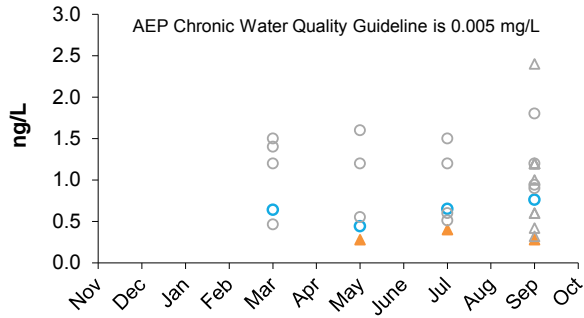 AEP Chronic Water Quality Guideline is 0.005 mg/L
ng/L
3.0
2.5
2.0
1.5
1.0
0.5
0.0
Nov
Dec
Jan
Feb
Mar
Apr
May
June
Jul
Aug
Sep
Oct